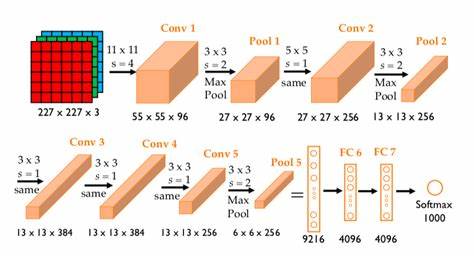 Conv 1
11 x 11
s = 4
3 x 3
s = 2
Max
Pool
Pool 1
5 x 5
s = 1
same
Conv 2
3 x 3
s = 2
Max
Pool
Pool 2
227 x 227 x 3
55 x 55 x 96
27 x 27 x 96
27 x 27 x 256
13 x 13 x 256
3 x 3
s = 1
same
Conv 3
3 x 3
s = 1
same
Conv 4
3 x 3
s = 1
same
Conv 5
3 x 3
s = 2
Max
Pool
Pool 5
=
FC 6
FC 7
13 x 13 x 384
13 x 13 x 384
13 x 13 x 256
6 x 6 x 256
9216
4096
4096
Softmax
1000